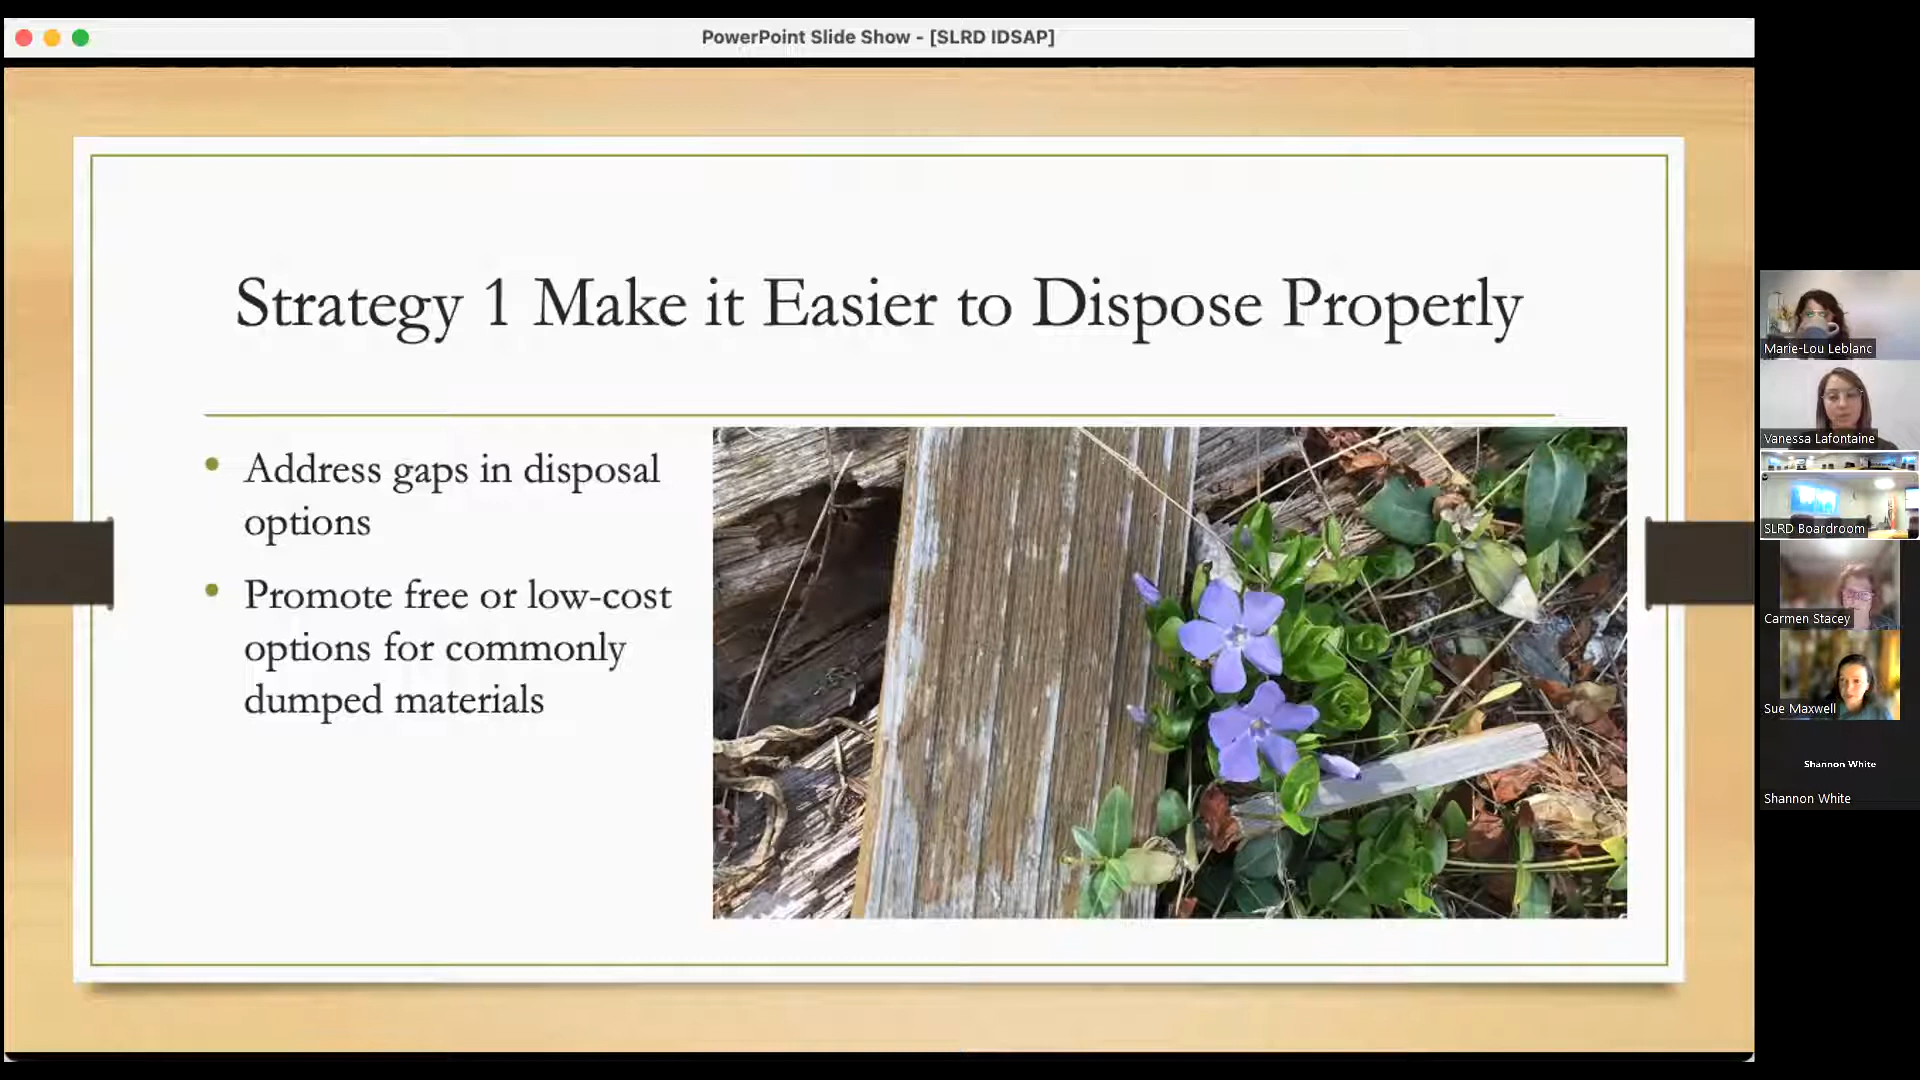 PowerPoint Slide Show - [SLRD IDSAP]
Strategy 1 Make it Easier to Dispose Properly
• Address gaps in disposal
options
• Promote free or low-cost
options for commonly
dumped materials
Marie-Lou Leblanc
Vanessa Lafontaine
SLRD Boardroom
Carmen Stacey
Sue Maxwell
Shannon White
Shannon White